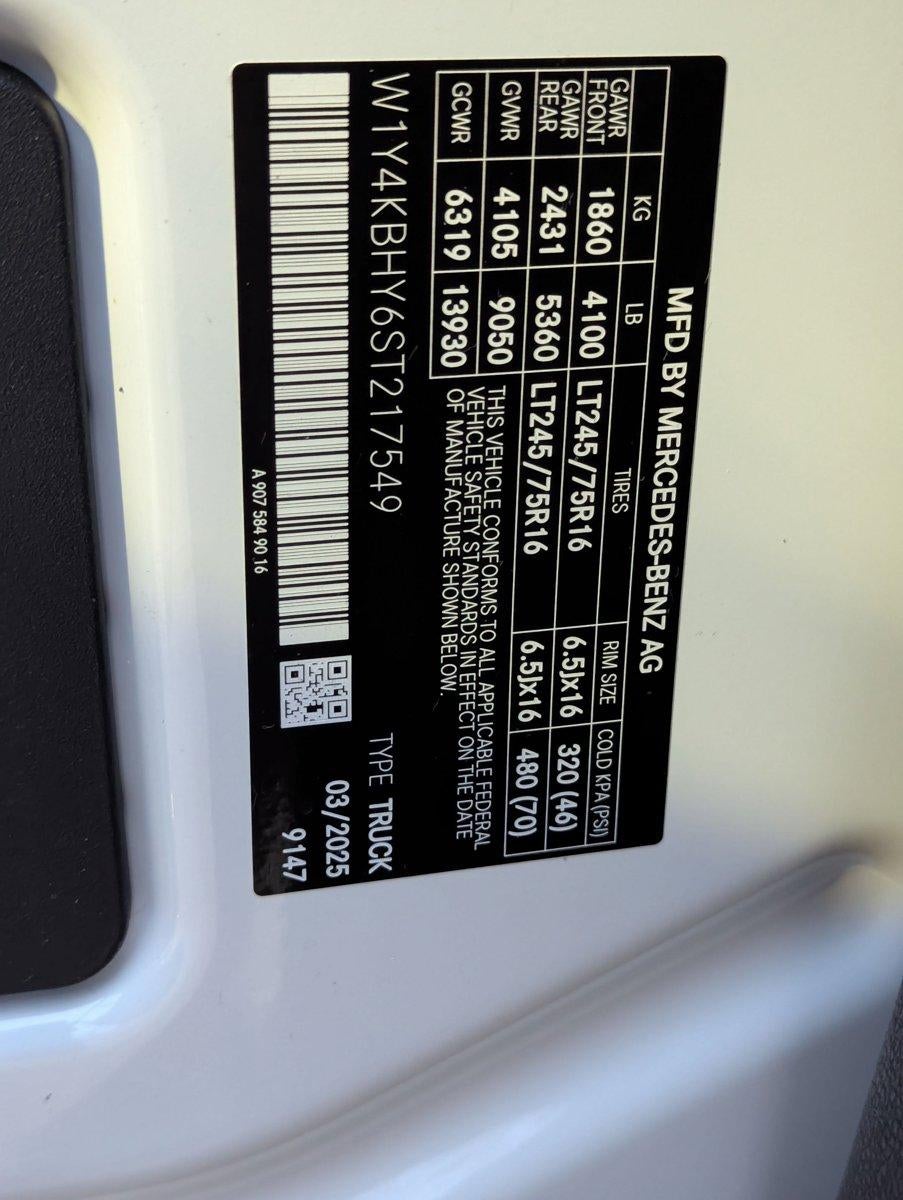 MFD BY MERCEDES-BENZ AG
KG LB TIRES RIM SIZE COLD KPA (PSI)
GAWR FRONT 1860 4100 LT245/75R16 6.5Jx16 320 (46)
GAWR REAR 2431 5360 LT245/75R16 6.5Jx16 480 (70)
GVWR 4105 9050
GCWR 6319 13930
THIS VEHICLE CONFORMS TO ALL APPLICABLE FEDERAL
VEHICLE SAFETY STANDARDS IN EFFECT ON THE DATE
OF MANUFACTURE SHOWN BELOW.
W1Y4KBHY6ST217549
TYPE TRUCK
03/2025
9147
A 907 584 90 16